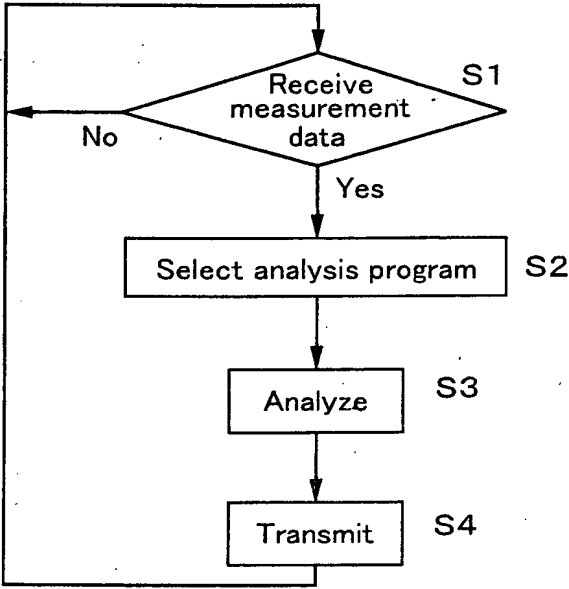 Receive
measurement
data
S1
No
Yes
Select analysis program
S2
Analyze
S3
Transmit
S4